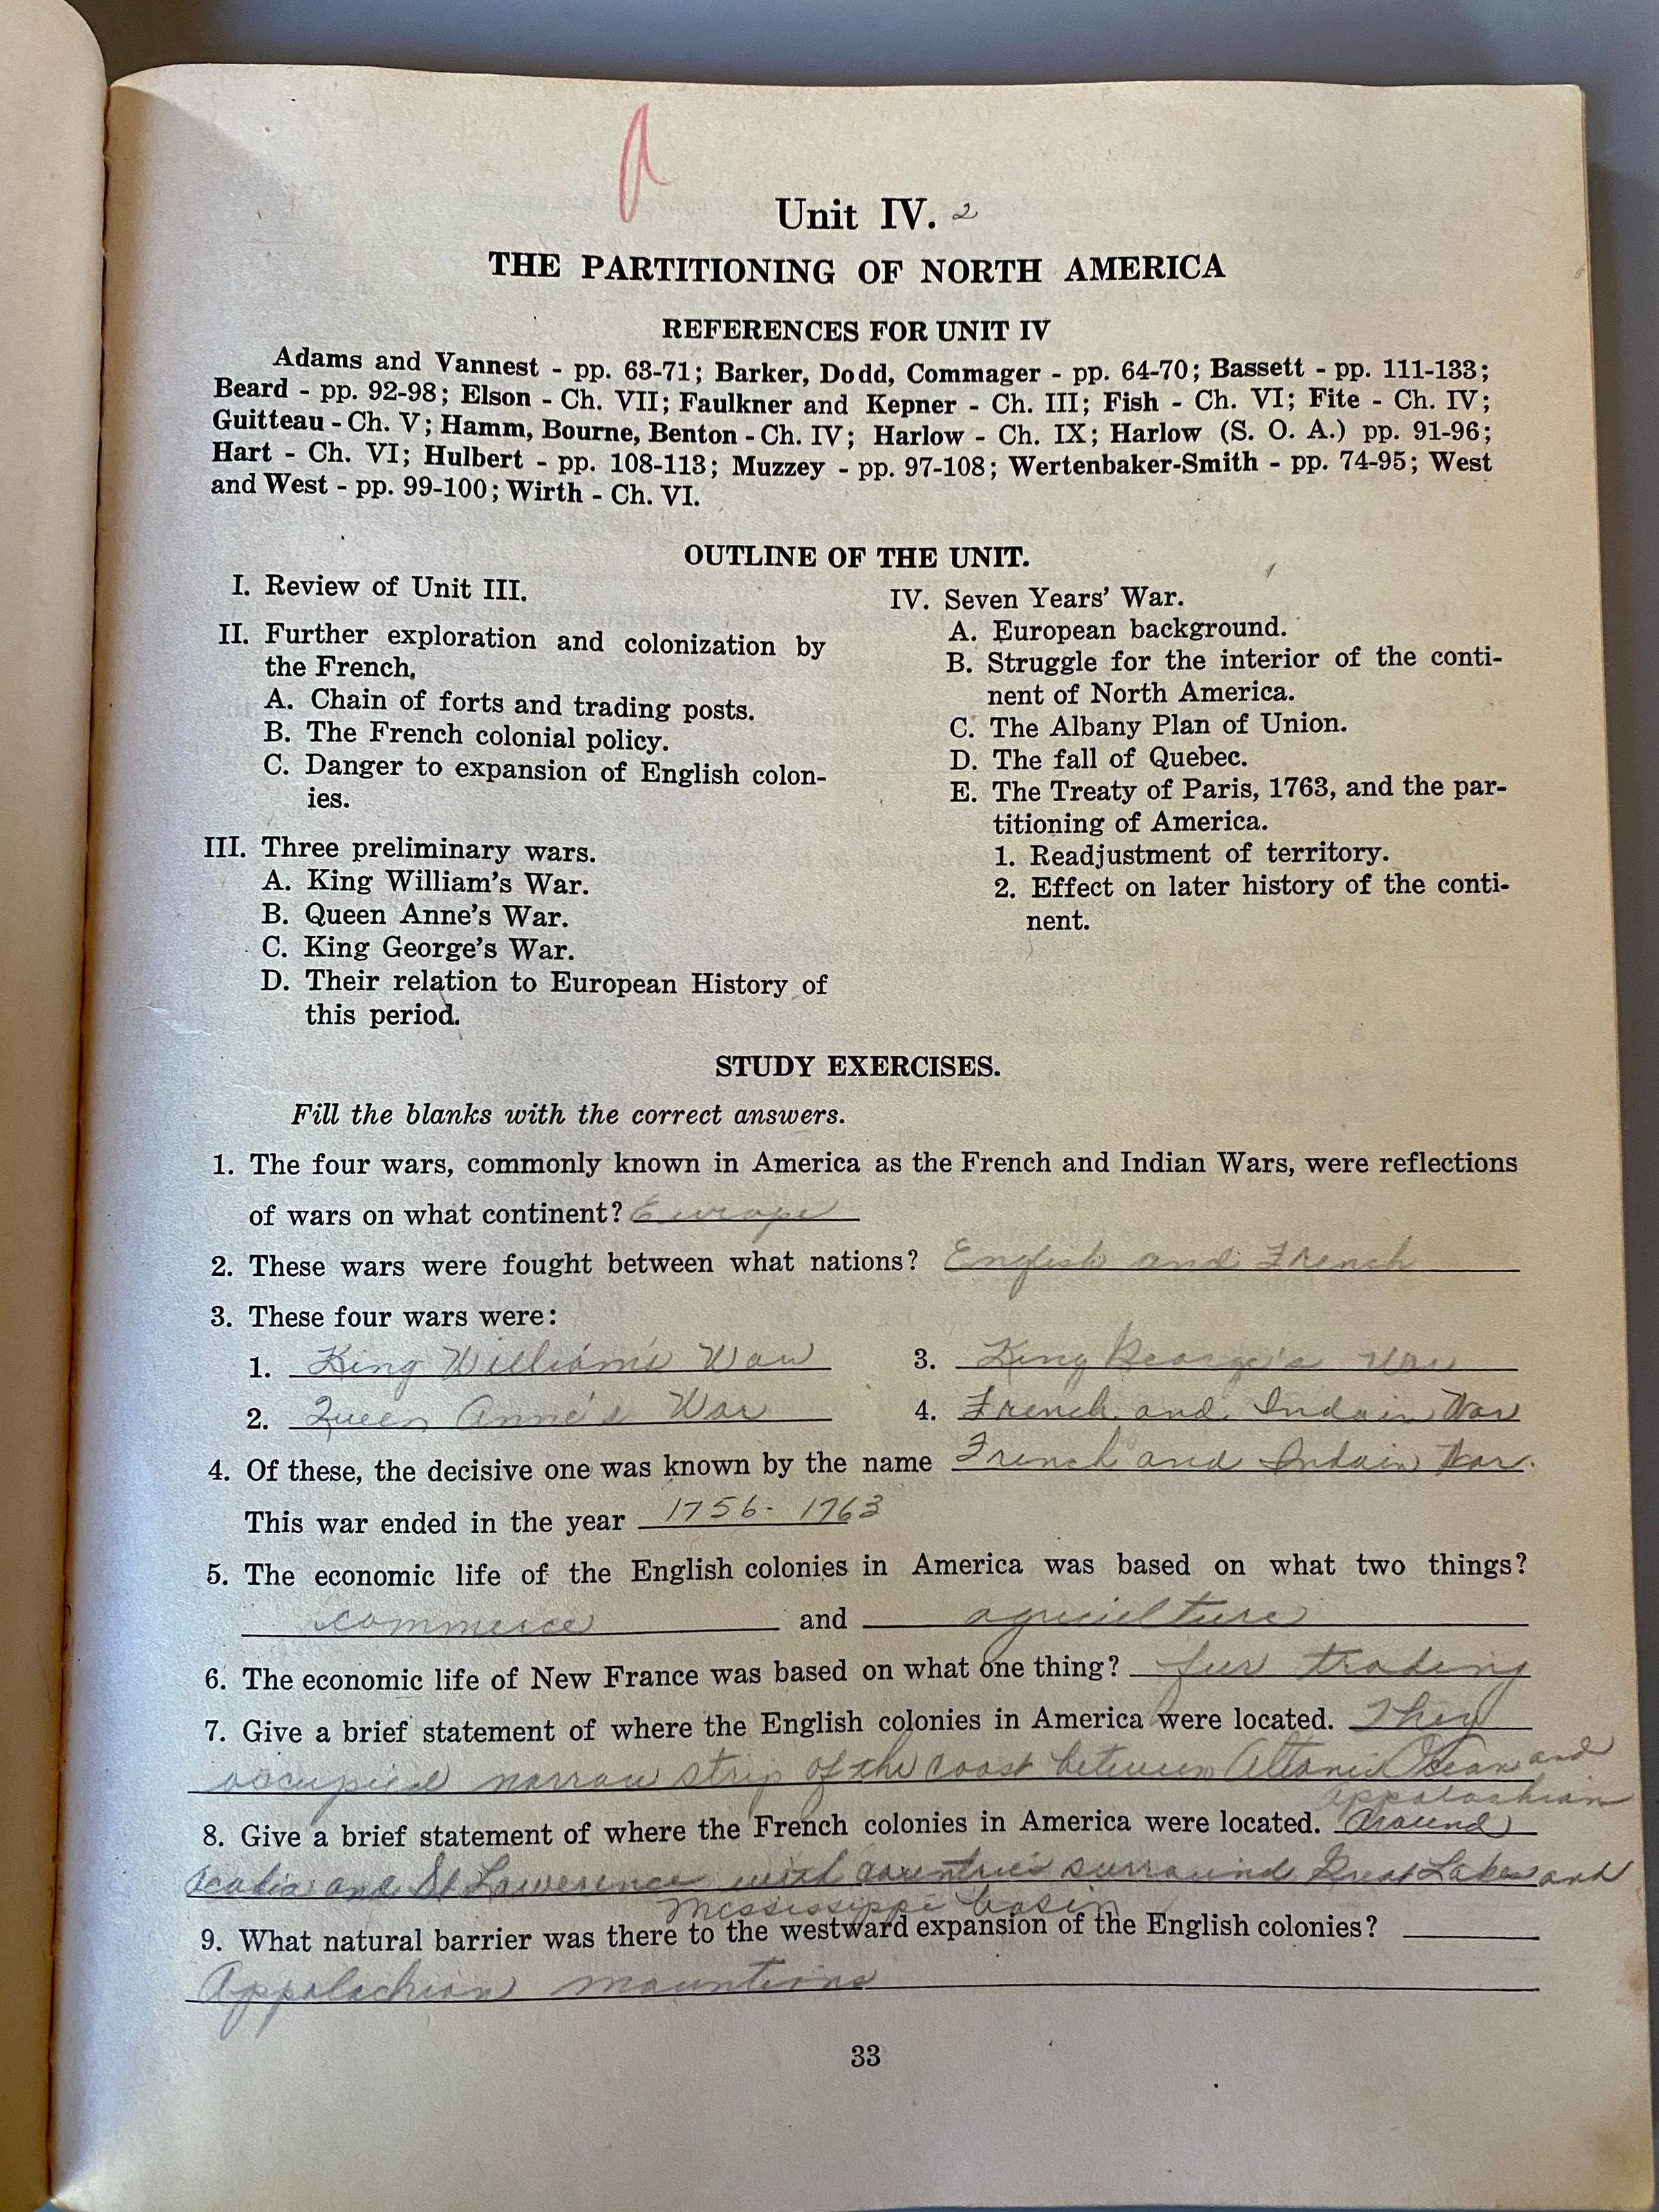 a
Unit IV. 2
THE PARTITIONING OF NORTH AMERICA
REFERENCES FOR UNIT IV
Adams and Vannest - pp. 63-71; Barker, Dodd, Commager - pp. 64-70; Bassett - pp. 111-133;
Beard - pp. 92-98; Elson - Ch. VII; Faulkner and Kepner - Ch. III; Fish - Ch. VI; Fite - Ch. IV;
Guitteau - Ch. V; Hamm, Bourne, Benton - Ch. IV; Harlow - Ch. IX; Harlow (S. O. A.) pp. 91-96;
Hart - Ch. VI; Hulbert - pp. 108-113; Muzzey - pp. 97-108; Wertenbaker-Smith - pp. 74-95; West
and West - pp. 99-100; Wirth - Ch. VI.
OUTLINE OF THE UNIT.
I. Review of Unit III.
II. Further exploration and colonization by
the French.
A. Chain of forts and trading posts.
B. The French colonial policy.
C. Danger to expansion of English colon-
ies.
III. Three preliminary wars.
A. King William's War.
B. Queen Anne's War.
C. King George's War.
D. Their relation to European History of
this period.
IV. Seven Years' War.
A. European background.
B. Struggle for the interior of the conti-
nent of North America.
C. The Albany Plan of Union.
D. The fall of Quebec.
E. The Treaty of Paris, 1763, and the par-
titioning of America.
1. Readjustment of territory.
2. Effect on later history of the conti-
nent.
STUDY EXERCISES.
Fill the blanks with the correct answers.
1. The four wars, commonly known in America as the French and Indian Wars, were reflections
of wars on what continent? Europe
2. These wars were fought between what nations? English and French
3. These four wars were:
1. King William's War
3. King George's War
2. Queen Anne's War
4. French and Indain War
4. Of these, the decisive one was known by the name French and Indain War.
This war ended in the year 1756-1763
5. The economic life of the English colonies in America was based on what two things?
commerce and agriculture
6. The economic life of New France was based on what one thing? fur trading
7. Give a brief statement of where the English colonies in America were located. They
occupied narrow strip of the coast between Altanic Ocean and
Appalachian
8. Give a brief statement of where the French colonies in America were located. Around
Acadia and St Lawerence with countries surround Great Lakes and
Mississippi basin
9. What natural barrier was there to the westward expansion of the English colonies?
Appolachian mountions
33